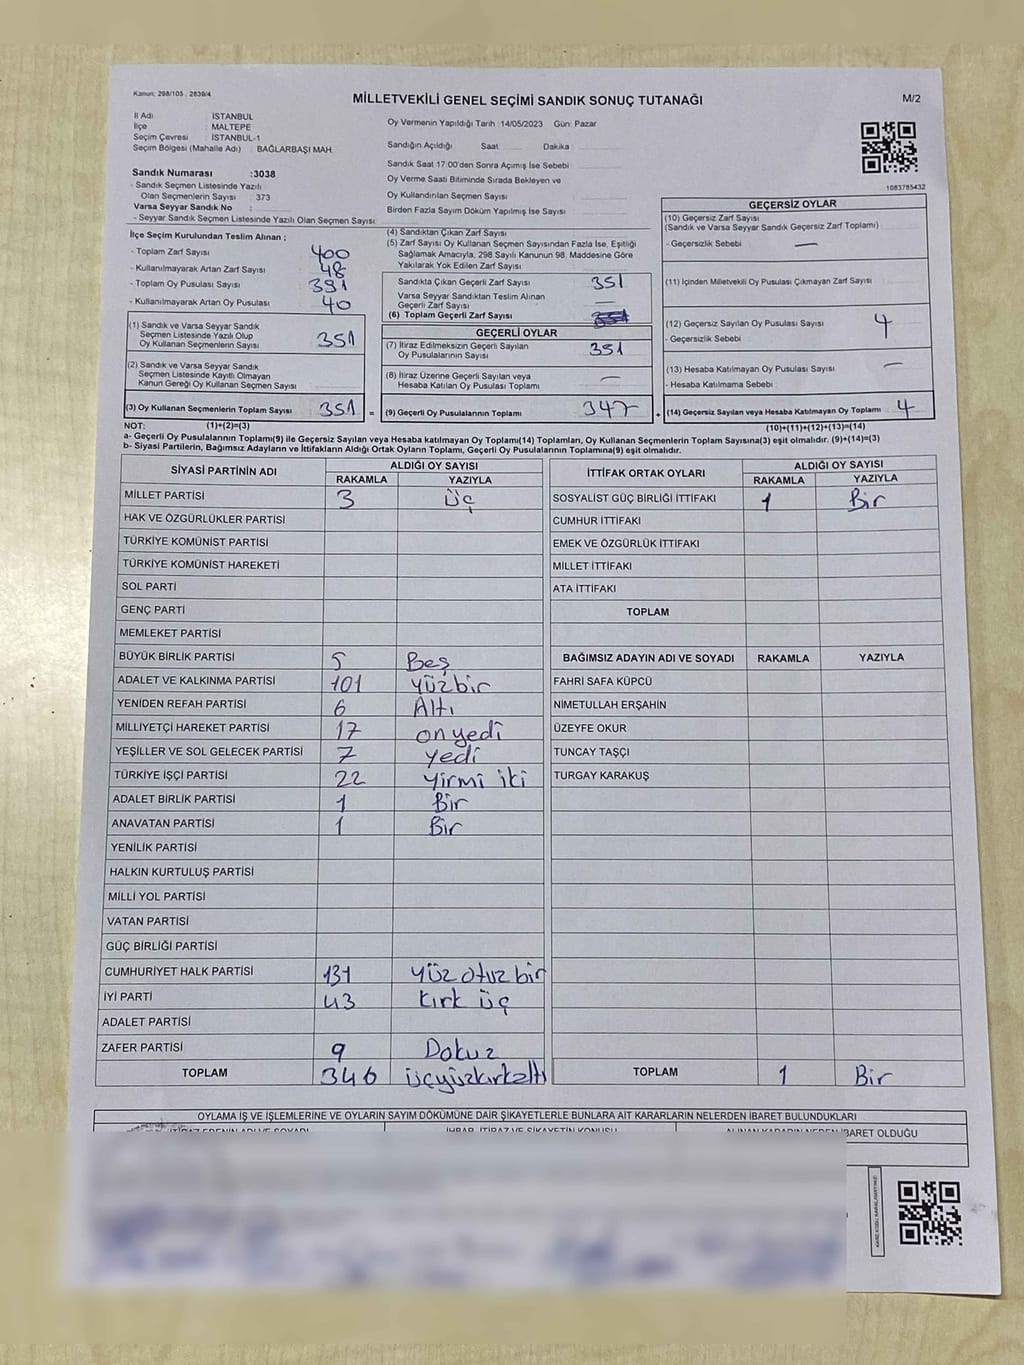 Kanun: 298/105 , 2839/4
MİLLETVEKİLİ GENEL SEÇİMİ SANDIK SONUÇ TUTANAĞI
M/2
İl Adı İSTANBUL
İlçe MALTEPE
Seçim Çevresi İSTANBUL-1
Seçim Bölgesi (Mahalle Adı) : BAĞLARBAŞI MAH.
Oy Vermenin Yapıldığı Tarih :14/05/2023 Gün: Pazar
Sandığın Açıldığı Saat: Dakika :
Sandık Saat 17:00'den Sonra Açımış İse Sebebi :
Oy Verme Saati Bitiminde Sırada Bekleyen ve
Oy Kullandırılan Seçmen Sayısı :
Birden Fazla Sayım Döküm Yapılmış İse Sayısı :
1083785432
Sandık Numarası :3038
- Sandık Seçmen Listesinde Yazılı
Olan Seçmenlerin Sayısı : 373
Varsa Seyyar Sandık No :
- Seyyar Sandık Seçmen Listesinde Yazılı Olan Seçmen Sayısı:
İlçe Seçim Kurulundan Teslim Alınan ;
- Toplam Zarf Sayısı 400
- Kullanılmayarak Artan Zarf Sayısı 48
- Toplam Oy Pusulası Sayısı 391
- Kullanılmayarak Artan Oy Pusulası 40
(1) Sandık ve Varsa Seyyar Sandık
Seçmen Listesinde Yazılı Olup
Oy Kullanan Seçmenlerin Sayısı 351
(2) Sandık ve Varsa Seyyar Sandık
Seçmen Listesinde Kayıtlı Olmayan
Kanun Gereği Oy Kullanan Seçmen Sayısı
(3) Oy Kullanan Seçmenlerin Toplam Sayısı 351 =
(4) Sandıktan Çıkan Zarf Sayısı
(5) Zarf Sayısı Oy Kullanan Seçmen Sayısından Fazla İse, Eşitliği
Sağlamak Amacıyla, 298 Sayılı Kanunun 98. Maddesine Göre
Yakılarak Yok Edilen Zarf Sayısı
Sandıkta Çıkan Geçerli Zarf Sayısı 351
Varsa Seyyar Sandıktan Teslim Alınan
Geçerli Zarf Sayısı —
(6) Toplam Geçerli Zarf Sayısı
GEÇERLİ OYLAR
(7) İtiraz Edilmeksizin Geçerli Sayılan
Oy Pusulalarının Sayısı 351
(8) İtiraz Üzerine Geçerli Sayılan veya
Hesaba Katılan Oy Pusulası Toplamı —
(9) Geçerli Oy Pusulalarının Toplamı 347 +
GEÇERSİZ OYLAR
(10) Geçersiz Zarf Sayısı
(Sandık ve Varsa Seyyar Sandık Geçersiz Zarf Toplamı)
- Geçersizlik Sebebi —
(11) İçinden Milletvekili Oy Pusulası Çıkmayan Zarf Sayısı
(12) Geçersiz Sayılan Oy Pusulası Sayısı 4
- Geçersizlik Sebebi :
(13) Hesaba Katılmayan Oy Pusulası Sayısı —
- Hesaba Katılmama Sebebi :
(14) Geçersiz Sayılan veya Hesaba Katılmayan Oy Toplamı 4
NOT: (1)+(2)=(3) (10)+(11)+(12)+(13)=(14)
a- Geçerli Oy Pusulalarının Toplamı(9) ile Geçersiz Sayılan veya Hesaba katılmayan Oy Toplamı(14) Toplamları, Oy Kullanan Seçmenlerin Toplam Sayısına(3) eşit olmalıdır. (9)+(14)=(3)
b- Siyasi Partilerin, Bağımsız Adayların ve İttifakların Aldığı Oyların Toplamı, Geçerli Oy Pusulalarının Toplamına(9) eşit olmalıdır.
SİYASİ PARTİNİN ADI ALDIĞI OY SAYISI
RAKAMLA YAZIYLA
MİLLET PARTİSİ 3 Üç
HAK VE ÖZGÜRLÜKLER PARTİSİ
TÜRKİYE KOMÜNİST PARTİSİ
TÜRKİYE KOMÜNİST HAREKETİ
SOL PARTİ
GENÇ PARTİ
MEMLEKET PARTİSİ
BÜYÜK BİRLİK PARTİSİ 5 Beş
ADALET VE KALKINMA PARTİSİ 101 yüzbir
YENİDEN REFAH PARTİSİ 6 Altı
MİLLİYETÇİ HAREKET PARTİSİ 17 onyedi
YEŞİLLER VE SOL GELECEK PARTİSİ 7 yedi
TÜRKİYE İŞÇİ PARTİSİ 22 yirmi iki
ADALET BİRLİK PARTİSİ 1 Bir
ANAVATAN PARTİSİ 1 Bir
YENİLİK PARTİSİ
HALKIN KURTULUŞ PARTİSİ
MİLLİ YOL PARTİSİ
VATAN PARTİSİ
GÜÇ BİRLİĞİ PARTİSİ
CUMHURİYET HALK PARTİSİ 131 yüz otuz bir
İYİ PARTİ 43 kırk üç
ADALET PARTİSİ
ZAFER PARTİSİ 9 Dokuz
TOPLAM 346 üçyüzkırkaltı
İTTİFAK ORTAK OYLARI ALDIĞI OY SAYISI
RAKAMLA YAZIYLA
SOSYALİST GÜÇ BİRLİĞİ İTTİFAKI 1 Bir
CUMHUR İTTİFAKI
EMEK VE ÖZGÜRLÜK İTTİFAKI
MİLLET İTTİFAKI
ATA İTTİFAKI
TOPLAM
BAĞIMSIZ ADAYIN ADI VE SOYADI RAKAMLA YAZIYLA
FAHRİ SAFA KÜPCÜ
NİMETULLAH ERŞAHİN
ÜZEYFE OKUR
TUNCAY TAŞÇI
TURGAY KARAKUŞ
TOPLAM 1 Bir
OYLAMA İŞ VE İŞLEMLERİNE VE OYLARIN SAYIM DÖKÜMÜNE DAİR ŞİKAYETLERLE BUNLARA AİT KARARLARIN NELERDEN İBARET BULUNDUKLARI
İTİRAZ EDENİN ADI VE SOYADI İHBAR, İTİRAZ VE ŞİKAYETİN KONUSU ALINAN KARARIN NEDEN İBARET OLDUĞU